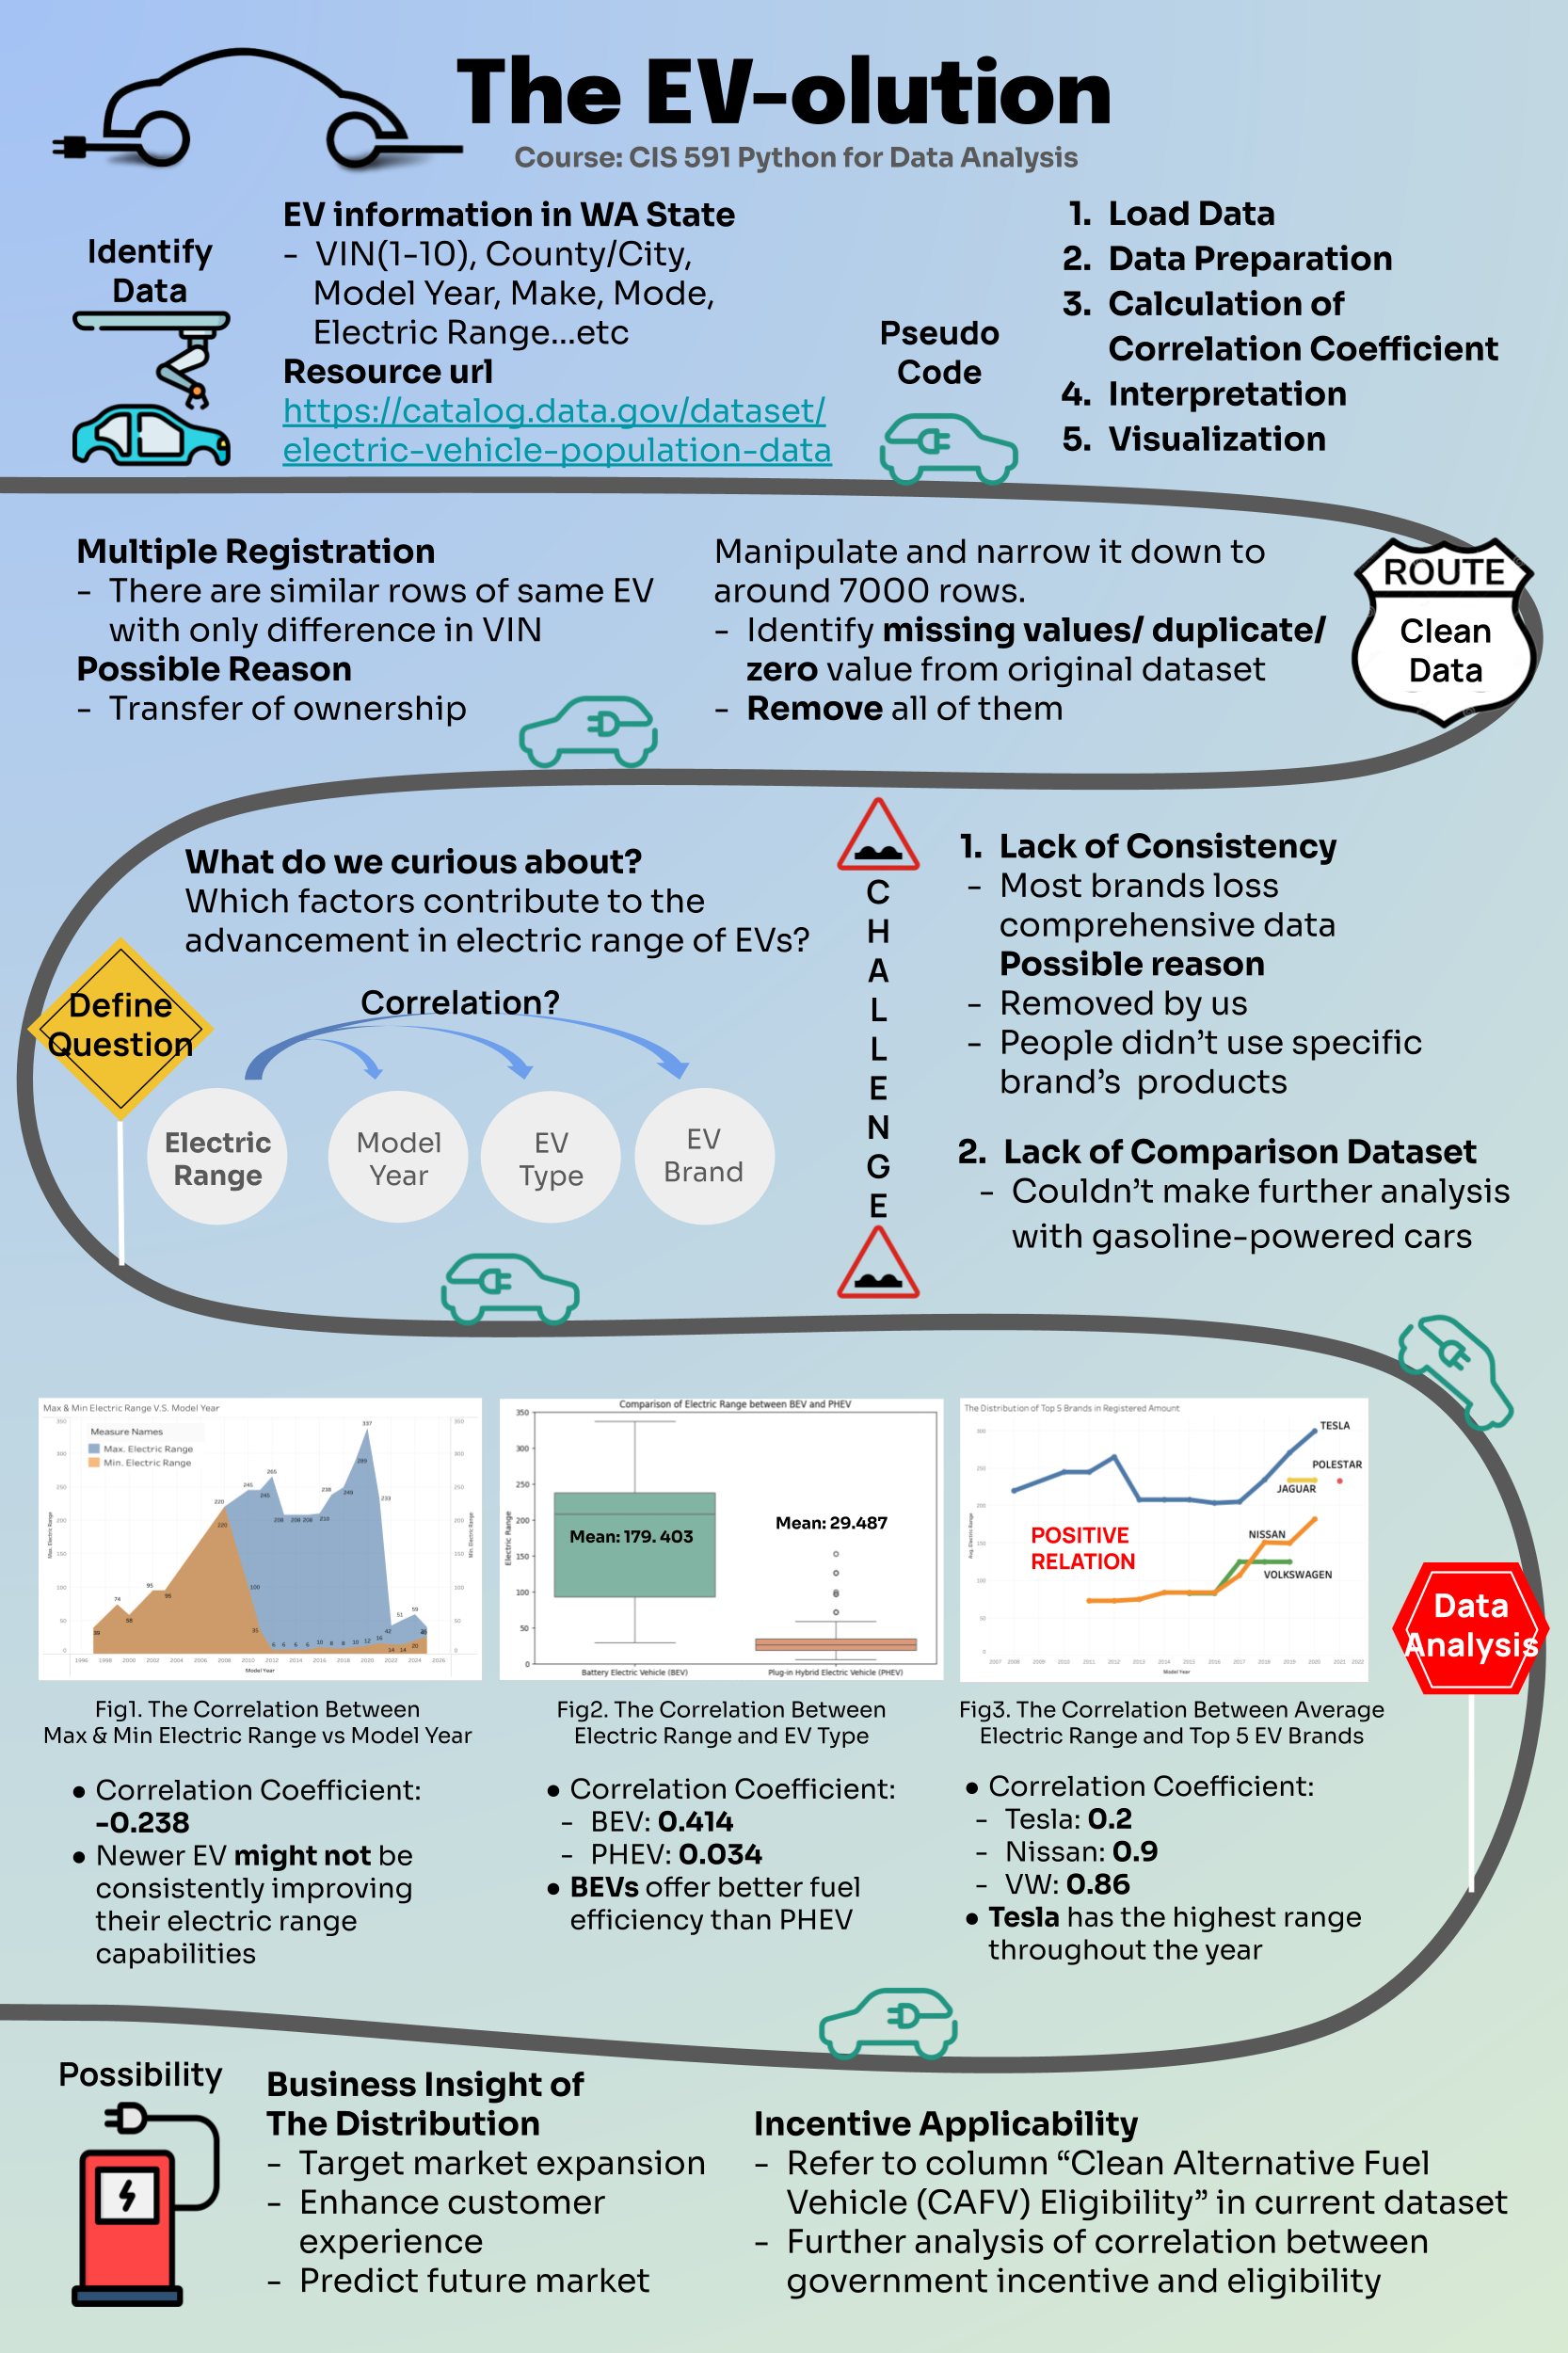 The EV-olution
Course: CIS 591 Python for Data Analysis
Identify
Data
EV information in WA State
- VIN(1-10), County/City,
Model Year, Make, Mode,
Electric Range...etc
Resource url
https://catalog.data.gov/dataset/
electric-vehicle-population-data
Pseudo
Code
1. Load Data
2. Data Preparation
3. Calculation of
Correlation Coefficient
4. Interpretation
5. Visualization
Multiple Registration
- There are similar rows of same EV
with only difference in VIN
Possible Reason
- Transfer of ownership
Manipulate and narrow it down to
around 7000 rows.
- Identify missing values/ duplicate/
zero value from original dataset
- Remove all of them
ROUTE
Clean
Data
What do we curious about?
Which factors contribute to the
advancement in electric range of EVs?
Define
Question
Correlation?
Electric
Range
Model
Year
EV
Type
EV
Brand
C
H
A
L
L
E
N
G
E
1. Lack of Consistency
- Most brands loss
comprehensive data
Possible reason
- Removed by us
- People didn't use specific
brand's products
2. Lack of Comparison Dataset
- Couldn't make further analysis
with gasoline-powered cars
Max & Min Electric Range V.S. Model Year
Measure Names
Max. Electric Range
Min. Electric Range
Model Year
Comparison of Electric Range between BEV and PHEV
Electric Range
350
300
250
200
150
100
50
0
Mean: 179. 403
Mean: 29.487
Battery Electric Vehicle (BEV)
Plug-in Hybrid Electric Vehicle (PHEV)
The Distribution of Top 5 Brands in Registered Amount
TESLA
POLESTAR
JAGUAR
NISSAN
VOLKSWAGEN
POSITIVE
RELATION
Model Year
Data
Analysis
Fig1. The Correlation Between
Max & Min Electric Range vs Model Year
Fig2. The Correlation Between
Electric Range and EV Type
Fig3. The Correlation Between Average
Electric Range and Top 5 EV Brands
● Correlation Coefficient:
-0.238
● Newer EV might not be
consistently improving
their electric range
capabilities
● Correlation Coefficient:
- BEV: 0.414
- PHEV: 0.034
● BEVs offer better fuel
efficiency than PHEV
● Correlation Coefficient:
- Tesla: 0.2
- Nissan: 0.9
- VW: 0.86
● Tesla has the highest range
throughout the year
Possibility
Business Insight of
The Distribution
- Target market expansion
- Enhance customer
experience
- Predict future market
Incentive Applicability
- Refer to column “Clean Alternative Fuel
Vehicle (CAFV) Eligibility” in current dataset
- Further analysis of correlation between
government incentive and eligibility